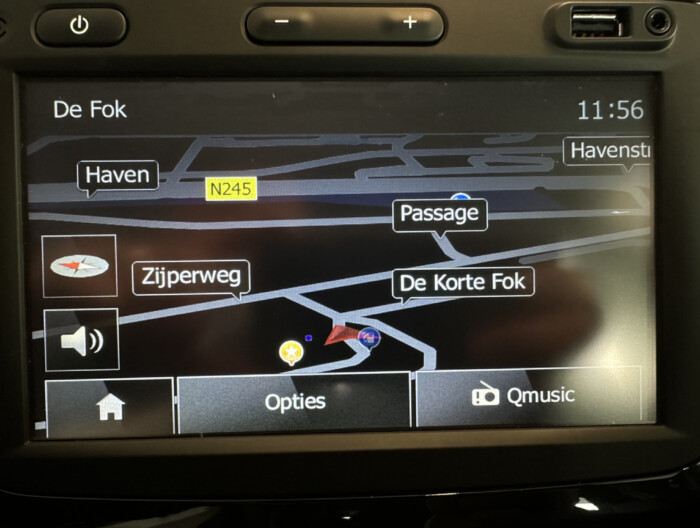 De Fok
11:56
Haven
Havenst
N245
Passage
Zijperweg
De Korte Fok
Opties
Qmusic